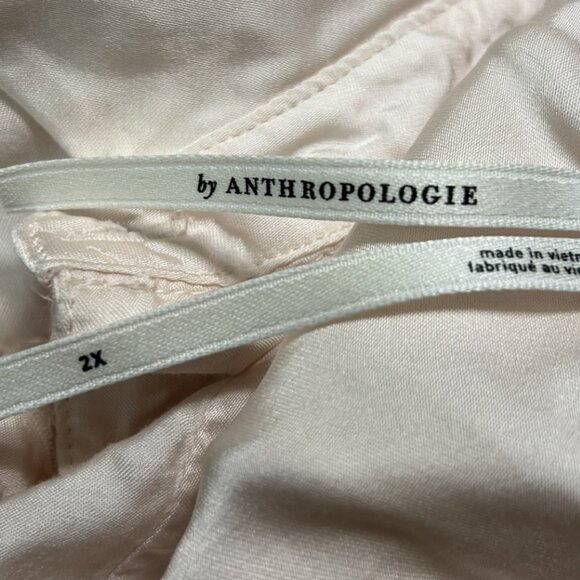 by ANTHROPOLOGIE
made in
fabriqué au
2X